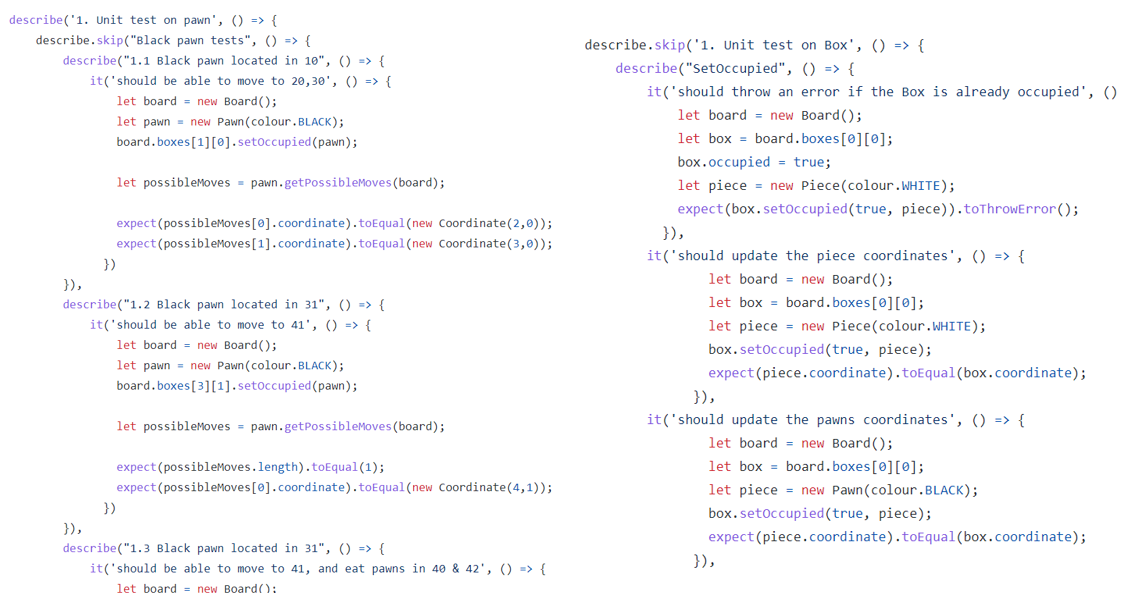 describe('1. Unit test on pawn', () => {
describe.skip("Black pawn tests", () => {
describe("1.1 Black pawn located in 10", () => {
it('should be able to move to 20,30', () => {
let board = new Board();
let pawn = new Pawn(colour.BLACK);
board.boxes[1][0].setOccupied(pawn);
let possibleMoves = pawn.getPossibleMoves(board);
expect(possibleMoves[0].coordinate).toEqual(new Coordinate(2,0));
expect(possibleMoves[1].coordinate).toEqual(new Coordinate(3,0));
})
}),
describe("1.2 Black pawn located in 31", () => {
it('should be able to move to 41', () => {
let board = new Board();
let pawn = new Pawn(colour.BLACK);
board.boxes[3][1].setOccupied(pawn);
let possibleMoves = pawn.getPossibleMoves(board);
expect(possibleMoves.length).toEqual(1);
expect(possibleMoves[0].coordinate).toEqual(new Coordinate(4,1));
})
}),
describe("1.3 Black pawn located in 31", () => {
it('should be able to move to 41, and eat pawns in 40 & 42', () => {
let board = new Board();
describe.skip('1. Unit test on Box', () => {
describe("SetOccupied", () => {
it('should throw an error if the Box is already occupied', ()
let board = new Board();
let box = board.boxes[0][0];
box.occupied = true;
let piece = new Piece(colour.WHITE);
expect(box.setOccupied(true, piece)).toThrowError();
}),
it('should update the piece coordinates', () => {
let board = new Board();
let box = board.boxes[0][0];
let piece = new Piece(colour.WHITE);
box.setOccupied(true, piece);
expect(piece.coordinate).toEqual(box.coordinate);
}),
it('should update the pawns coordinates', () => {
let board = new Board();
let box = board.boxes[0][0];
let piece = new Pawn(colour.BLACK);
box.setOccupied(true, piece);
expect(piece.coordinate).toEqual(box.coordinate);
}),